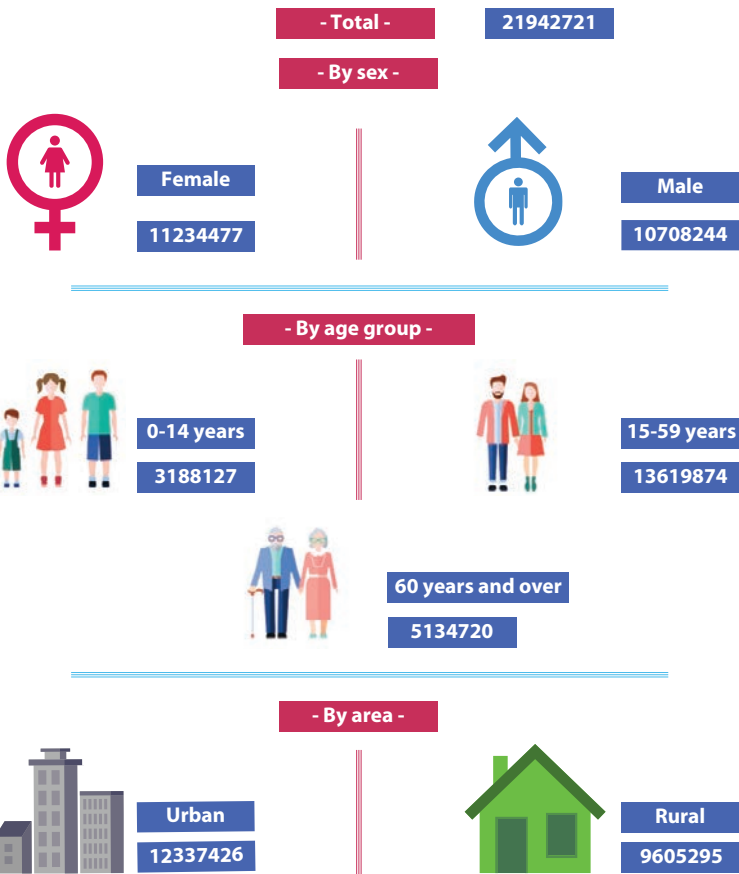 - Total -
21942721
- By sex -
Female
11234477
Male
10708244
- By age group -
0-14 years
3188127
15-59 years
13619874
60 years and over
5134720
- By area -
Urban
12337426
Rural
9605295